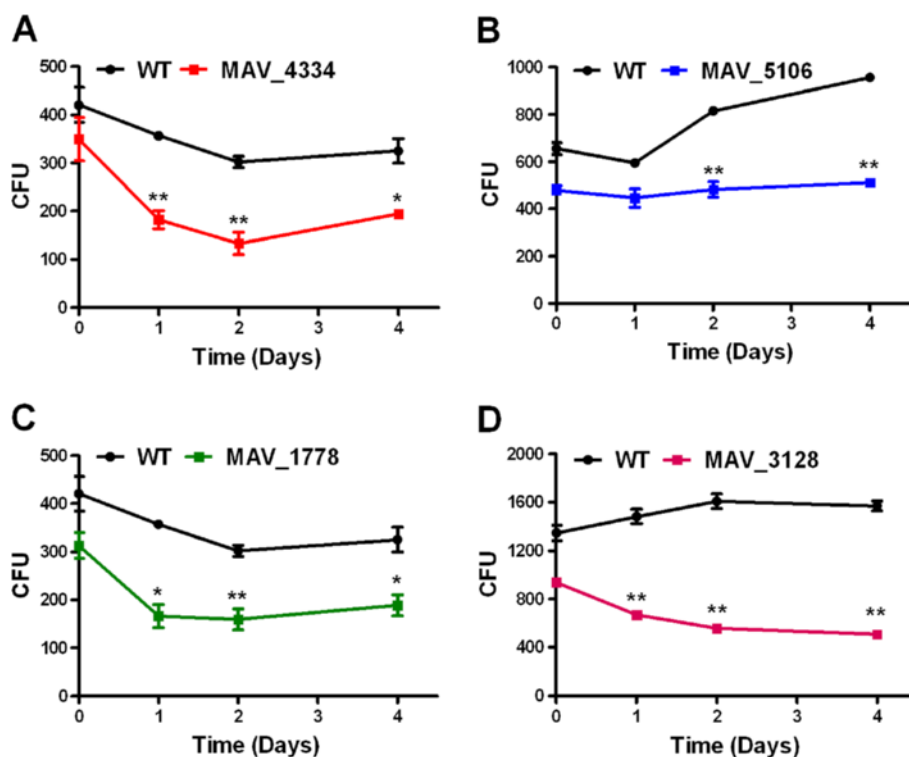 A
WT MAV_4334
500
400
300
200
100
0
CFU
** ** *
0 1 2 3 4
Time (Days)
B
WT MAV_5106
1000
800
600
400
200
0
CFU
** **
0 1 2 3 4
Time (Days)
C
WT MAV_1778
500
400
300
200
100
0
CFU
* ** *
0 1 2 3 4
Time (Days)
D
WT MAV_3128
2000
1600
1200
800
400
0
CFU
** ** **
0 1 2 3 4
Time (Days)